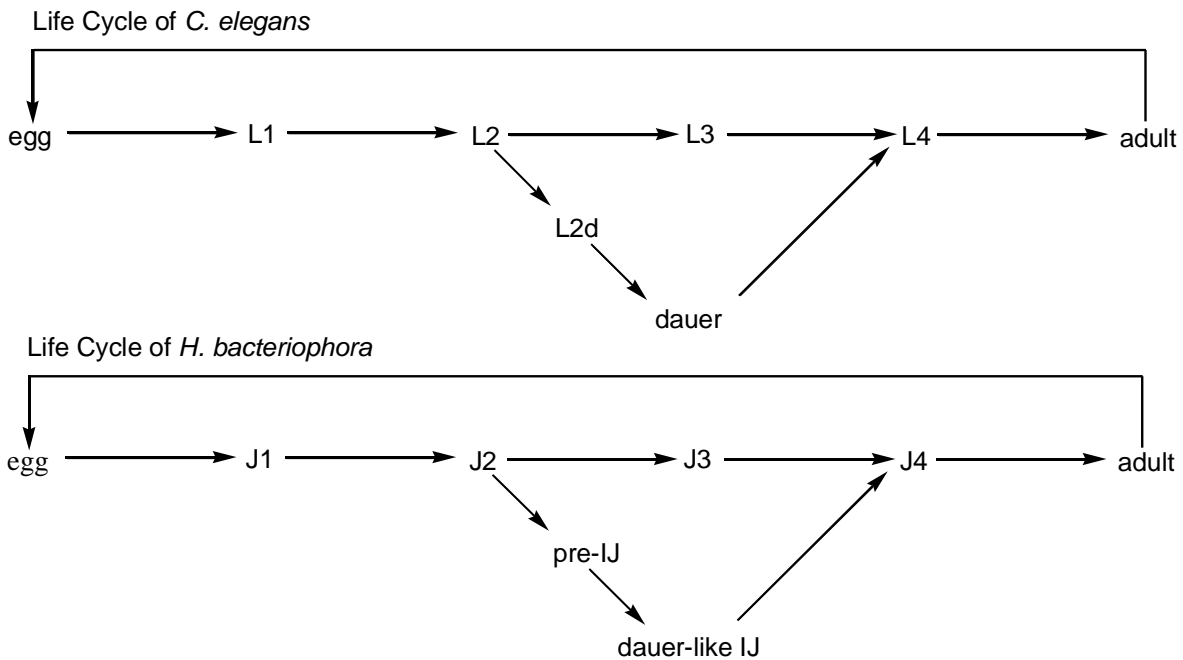 Life Cycle of C. elegans
egg L1 L2 L3 L4 adult
L2d
dauer
Life Cycle of H. bacteriophora
egg J1 J2 J3 J4 adult
pre-IJ
dauer-like IJ